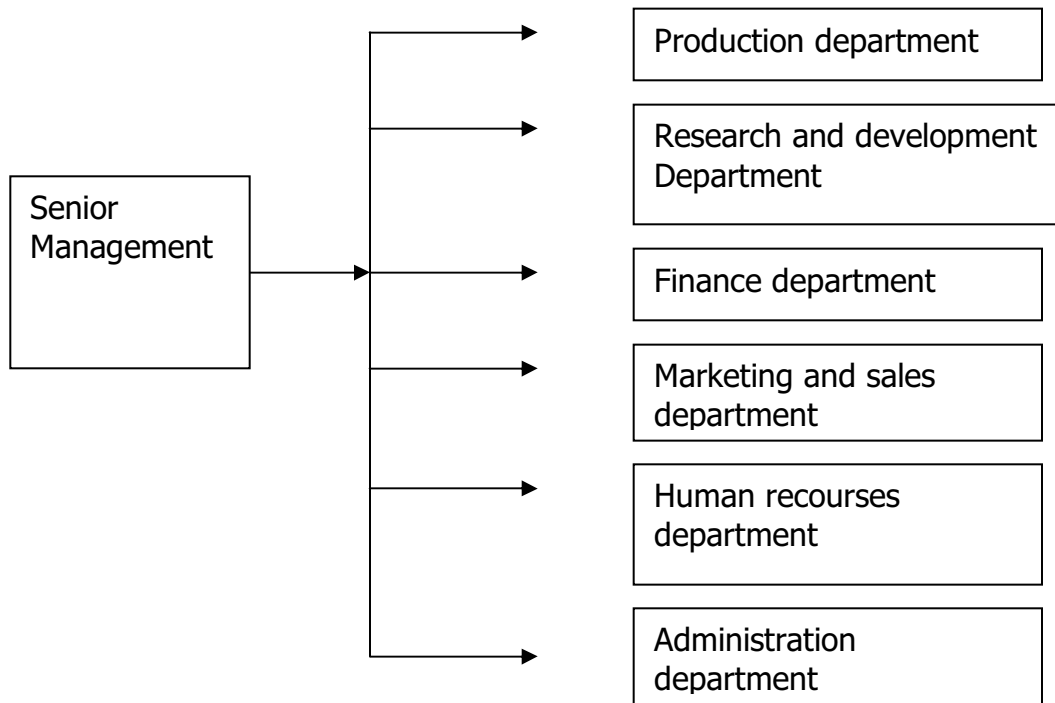 Production department
Research and development
Department
Senior
Management
Finance department
Marketing and sales
department
Human recourses
department
Administration
department